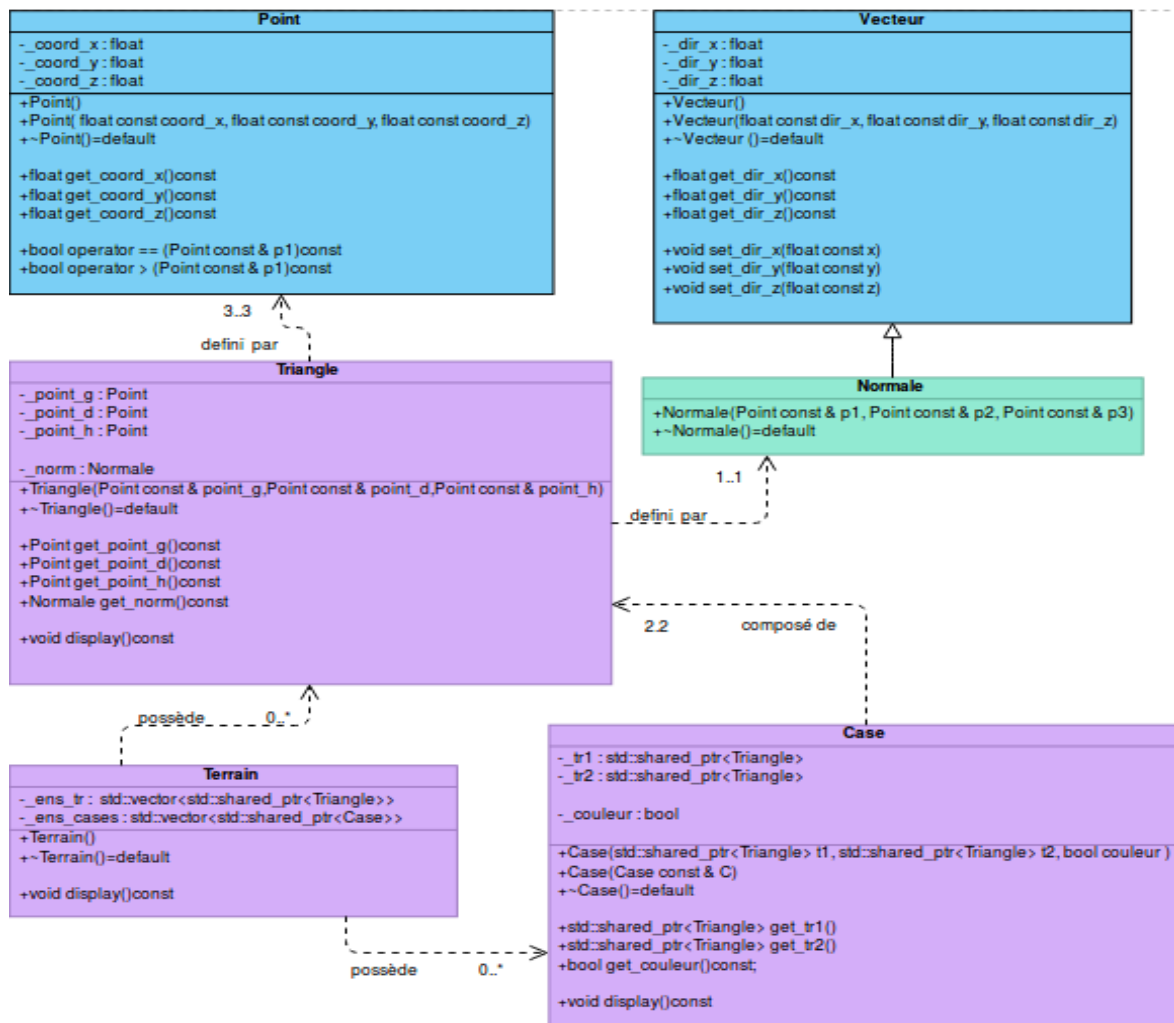 Point
-_coord_x : float
-_coord_y : float
-_coord_z : float
+Point()
+Point( float const coord_x, float const coord_y, float const coord_z)
+~Point()=default
+float get_coord_x()const
+float get_coord_y()const
+float get_coord_z()const
+bool operator == (Point const & p1)const
+bool operator > (Point const & p1)const
Vecteur
-_dir_x : float
-_dir_y : float
-_dir_z : float
+Vecteur()
+Vecteur(float const dir_x, float const dir_y, float const dir_z)
+~Vecteur ()=default
+float get_dir_x()const
+float get_dir_y()const
+float get_dir_z()const
+void set_dir_x(float const x)
+void set_dir_y(float const y)
+void set_dir_z(float const z)
3..3
defini par
Triangle
-_point_g : Point
-_point_d : Point
-_point_h : Point
-_norm : Normale
+Triangle(Point const & point_g,Point const & point_d,Point const & point_h)
+~Triangle()=default
+Point get_point_g()const
+Point get_point_d()const
+Point get_point_h()const
+Normale get_norm()const
+void display()const
Normale
+Normale(Point const & p1, Point const & p2, Point const & p3)
+~Normale()=default
1..1
defini par
2.2
composé de
possède
0..*
Terrain
-_ens_tr : std::vector<std::shared_ptr<Triangle>>
-_ens_cases : std::vector<std::shared_ptr<Case>>
+Terrain()
+~Terrain()=default
+void display()const
possède
0..*
Case
-_tr1 : std::shared_ptr<Triangle>
-_tr2 : std::shared_ptr<Triangle>
-_couleur : bool
+Case(std::shared_ptr<Triangle> t1, std::shared_ptr<Triangle> t2, bool couleur )
+Case(Case const & C)
+~Case()=default
+std::shared_ptr<Triangle> get_tr1()
+std::shared_ptr<Triangle> get_tr2()
+bool get_couleur()const;
+void display()const